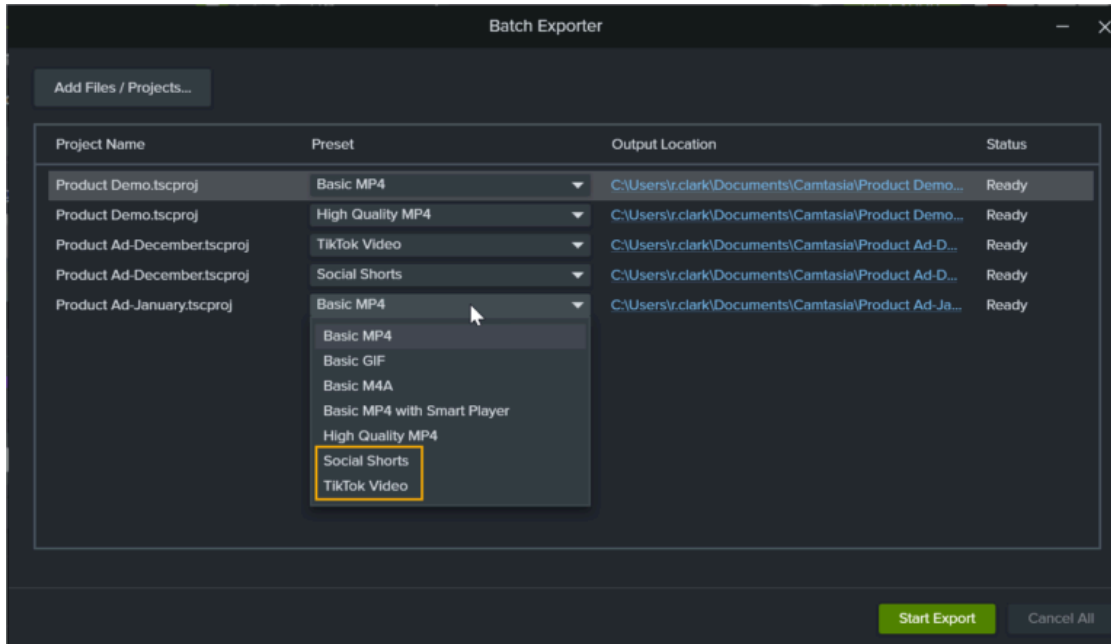 Batch Exporter
Add Files / Projects...
Project Name Preset Output Location Status
Product Demo.tscproj Basic MP4 C:\Users\r.clark\Documents\Camtasia\Product Demo... Ready
Product Demo.tscproj High Quality MP4 C:\Users\r.clark\Documents\Camtasia\Product Demo... Ready
Product Ad-December.tscproj TikTok Video C:\Users\r.clark\Documents\Camtasia\Product Ad-D... Ready
Product Ad-December.tscproj Social Shorts C:\Users\r.clark\Documents\Camtasia\Product Ad-D... Ready
Product Ad-January.tscproj Basic MP4 C:\Users\r.clark\Documents\Camtasia\Product Ad-Ja... Ready
Basic MP4
Basic GIF
Basic M4A
Basic MP4 with Smart Player
High Quality MP4
Social Shorts
TikTok Video
Start Export Cancel All